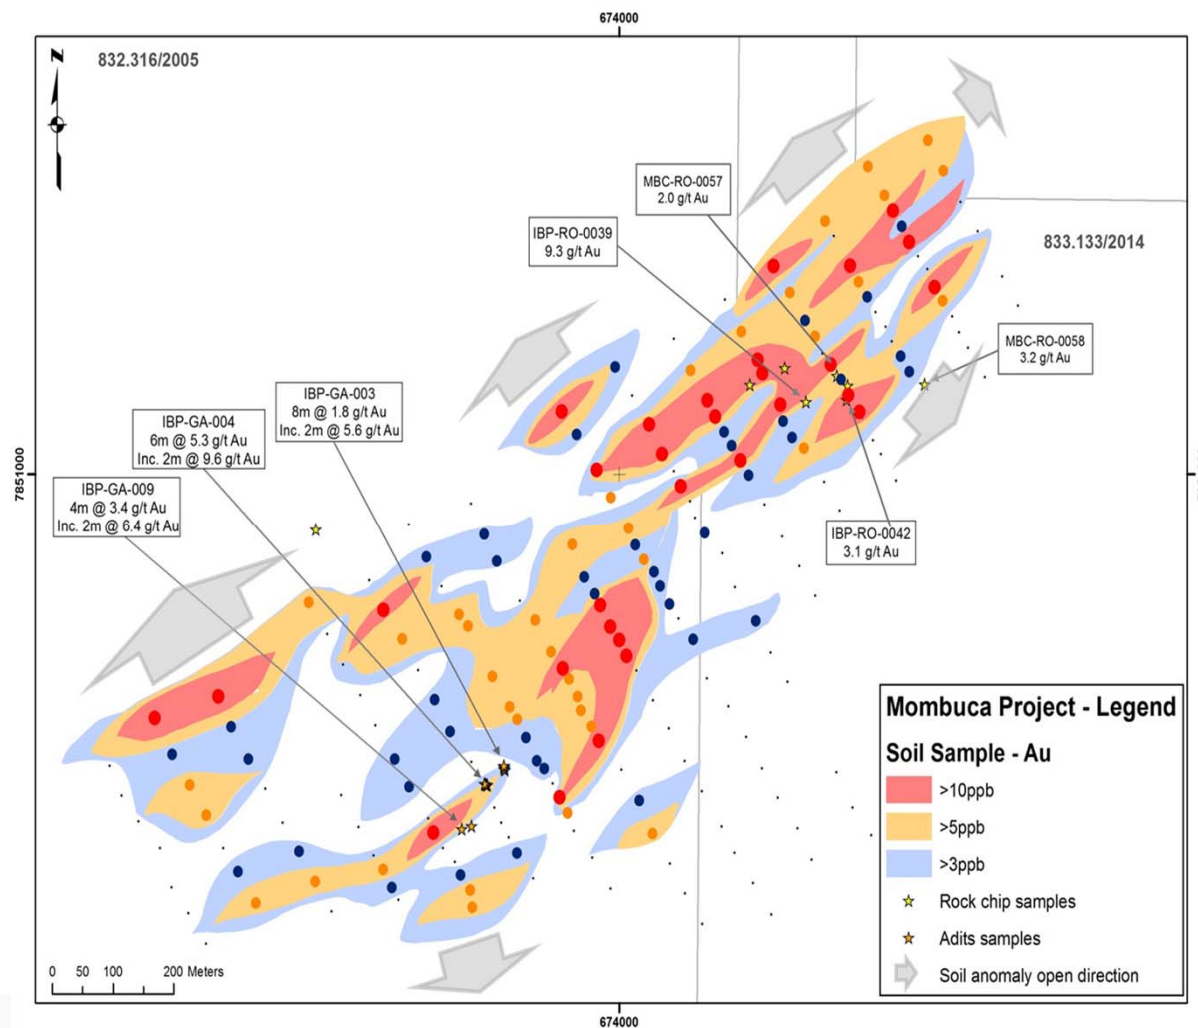 674000
N
832.316/2005
MBC-RO-0057
2.0 g/t Au
IBP-RO-0039
9.3 g/t Au
833.133/2014
MBC-RO-0058
3.2 g/t Au
IBP-GA-003
8m @ 1.8 g/t Au
Inc. 2m @ 5.6 g/t Au
IBP-GA-004
6m @ 5.3 g/t Au
Inc. 2m @ 9.6 g/t Au
7851000
IBP-GA-009
4m @ 3.4 g/t Au
Inc. 2m @ 6.4 g/t Au
IBP-RO-0042
3.1 g/t Au
Mombuca Project - Legend
Soil Sample - Au
>10ppb
>5ppb
>3ppb
Rock chip samples
Adits samples
Soil anomaly open direction
0 50 100 200 Meters
674000